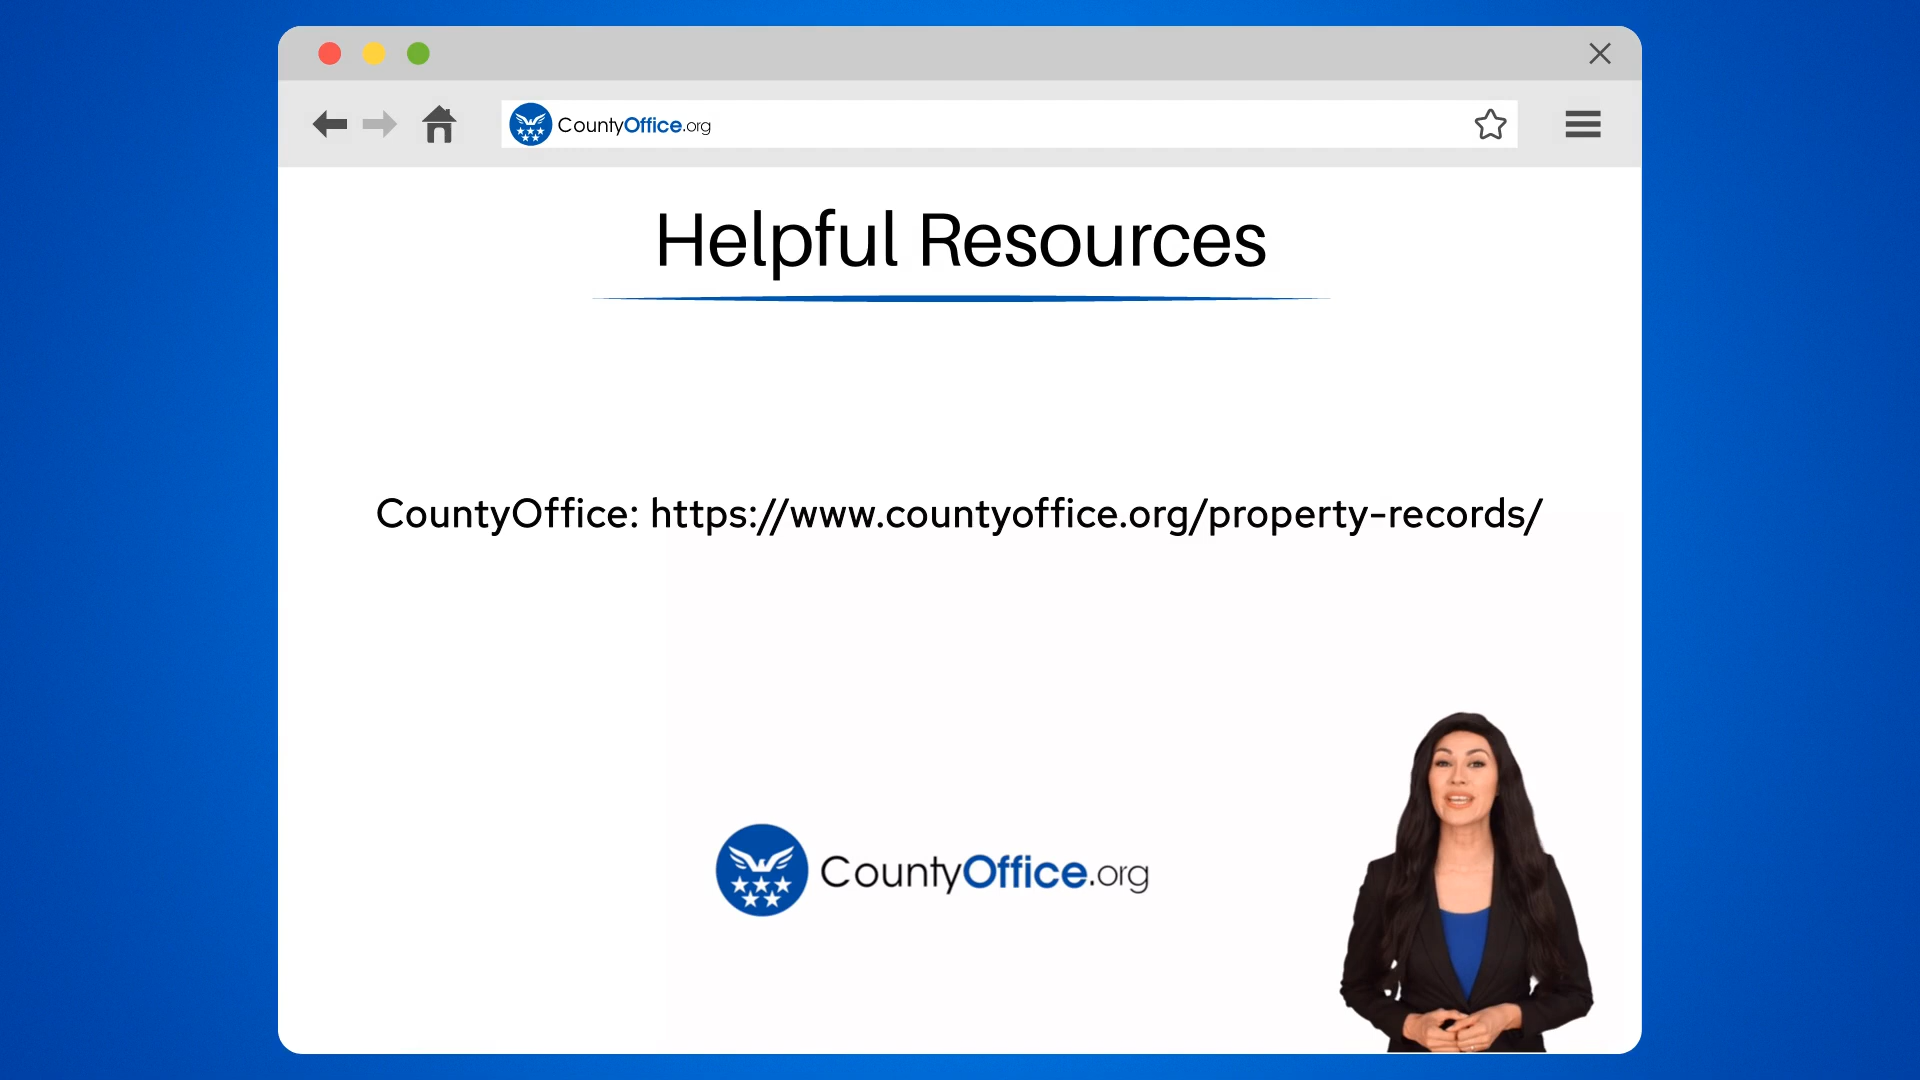 CountyOffice.org
Helpful Resources
CountyOffice: https://www.countyoffice.org/property-records/
CountyOffice.org